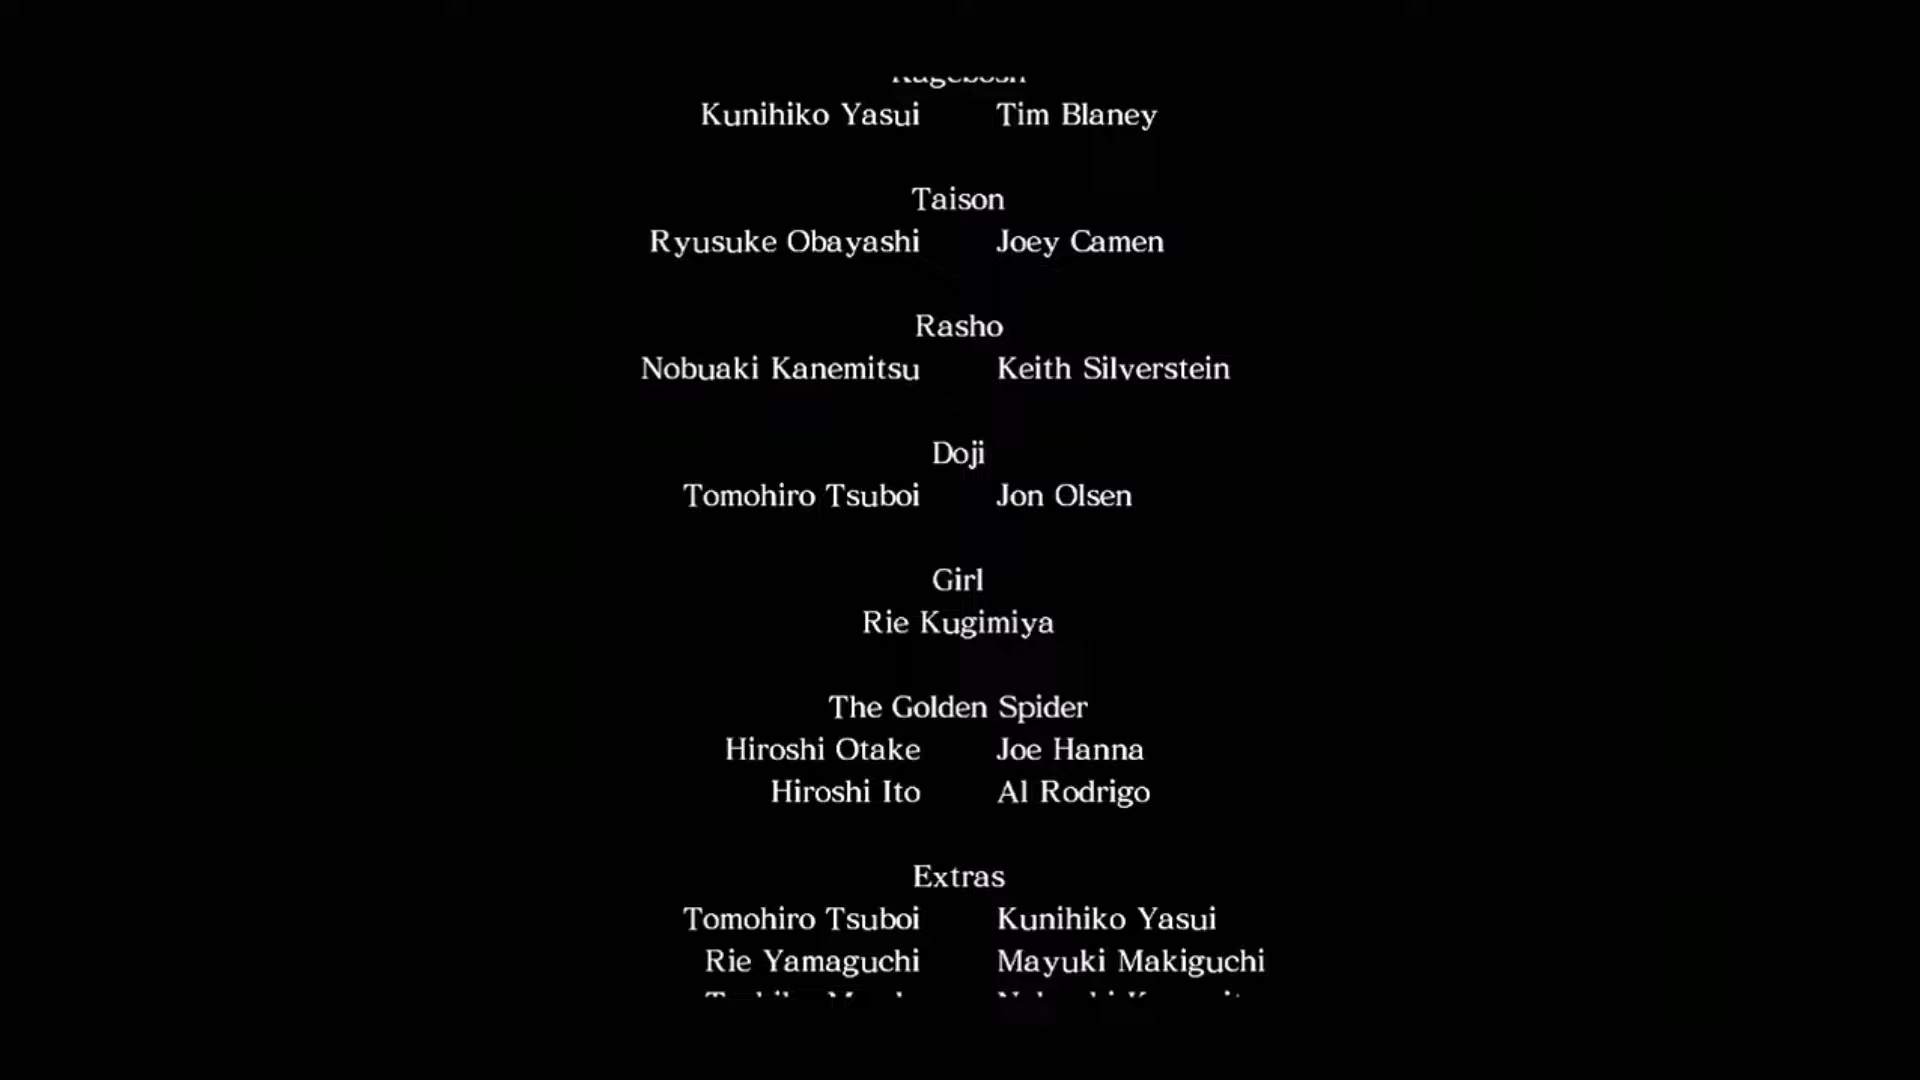 Kunihiko Yasui Tim Blaney
Taison
Ryusuke Obayashi Joey Camen
Rasho
Nobuaki Kanemitsu Keith Silverstein
Doji
Tomohiro Tsuboi Jon Olsen
Girl
Rie Kugimiya
The Golden Spider
Hiroshi Otake Joe Hanna
Hiroshi Ito Al Rodrigo
Extras
Tomohiro Tsuboi Kunihiko Yasui
Rie Yamaguchi Mayuki Makiguchi